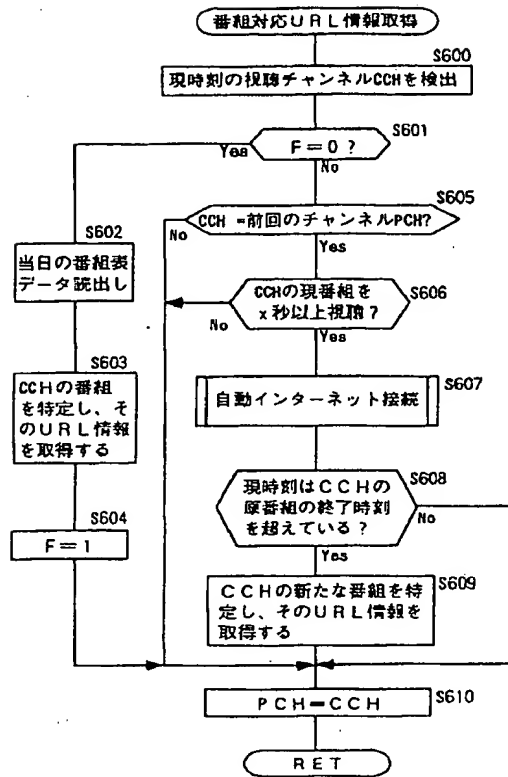 番組対応URL情報取得
S600
現時刻の視聴チャンネルCCHを検出
S601
F=0?
Yes
No
S605
CCH=前回のチャンネルPCH?
No
Yes
S602
当日の番組表
データ読出し
S606
CCHの現番組を
x秒以上視聴?
No
Yes
S603
CCHの番組
を特定し、そ
のURL情報
を取得する
S607
自動インターネット接続
S608
現時刻はCCHの
原番組の終了時刻
を超えている?
No
Yes
S604
F=1
S609
CCHの新たな番組を特
定し、そのURL情報を
取得する
PCH=CCH
S610
RET